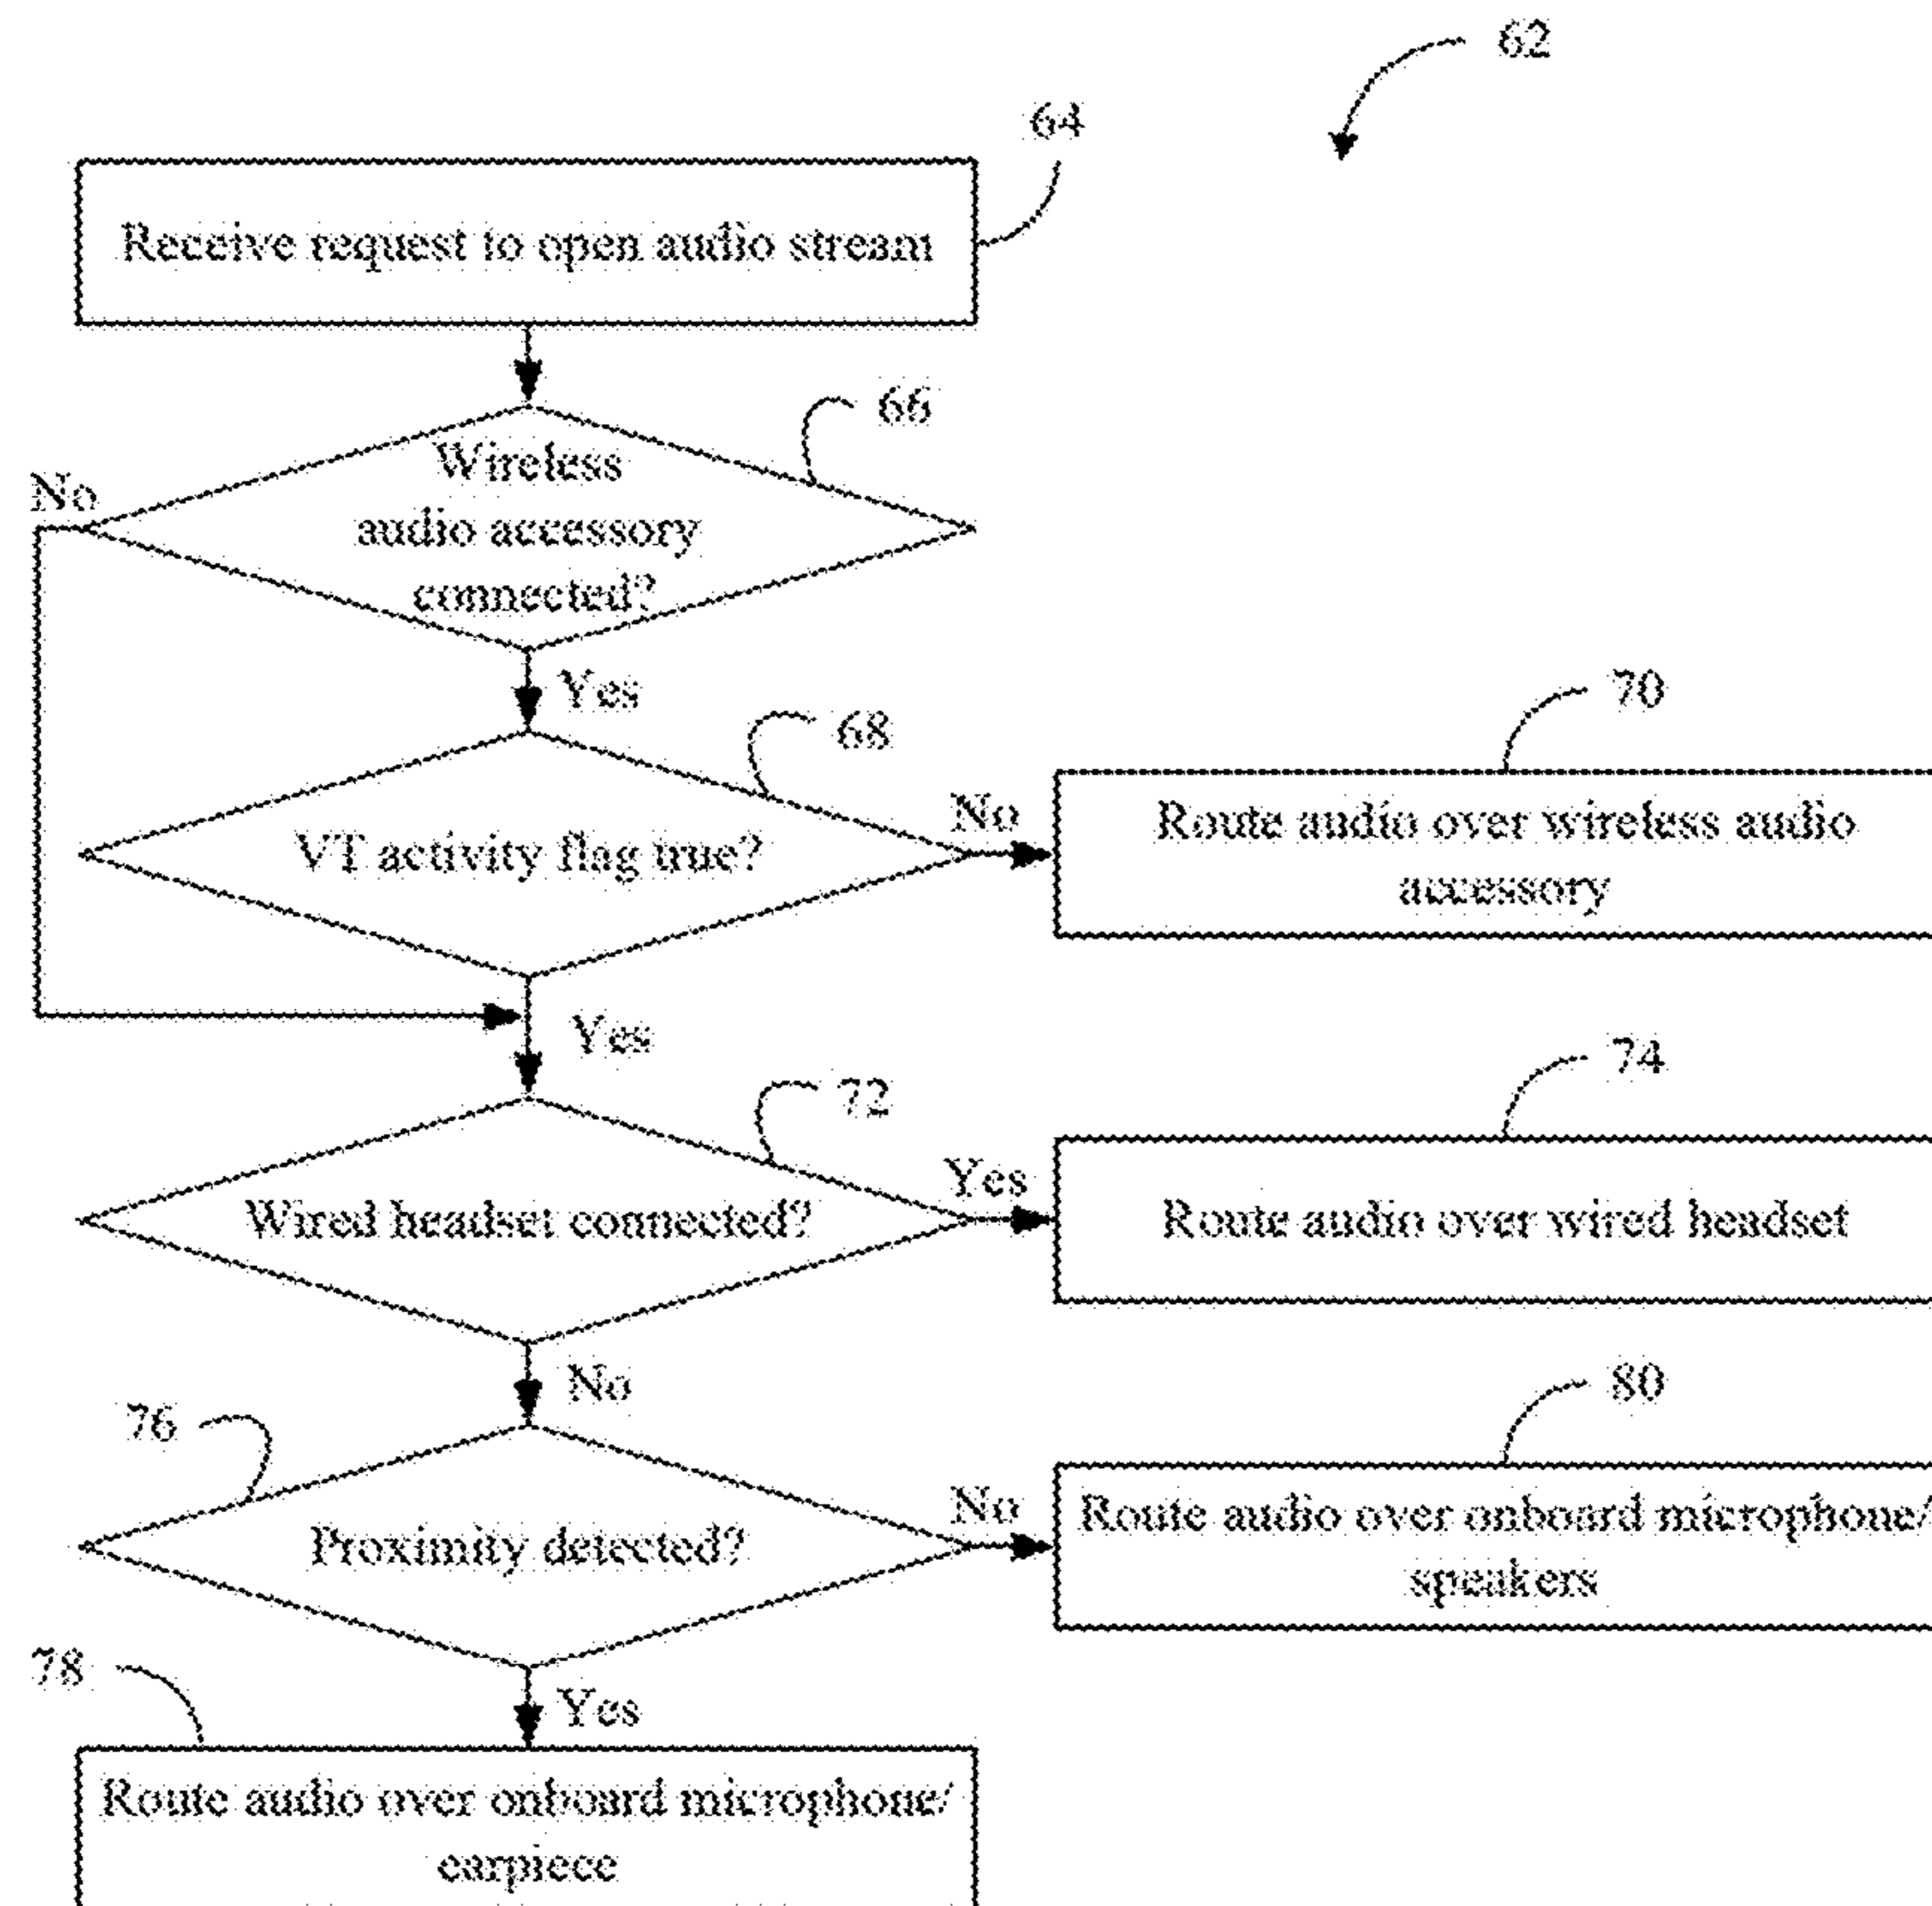 62
64
Receive request to open audio stream
66
Wireless
audio accessory
connected?
No
Yes
68
VT activity flag true?
No
70
Route audio over wireless audio
accessory
Yes
72
Wired headset connected?
Yes
74
Route audio over wired headset
No
76
Proximity detected?
No
80
Route audio over onboard microphone/
speakers
Yes
78
Route audio over onboard microphone/
earpiece